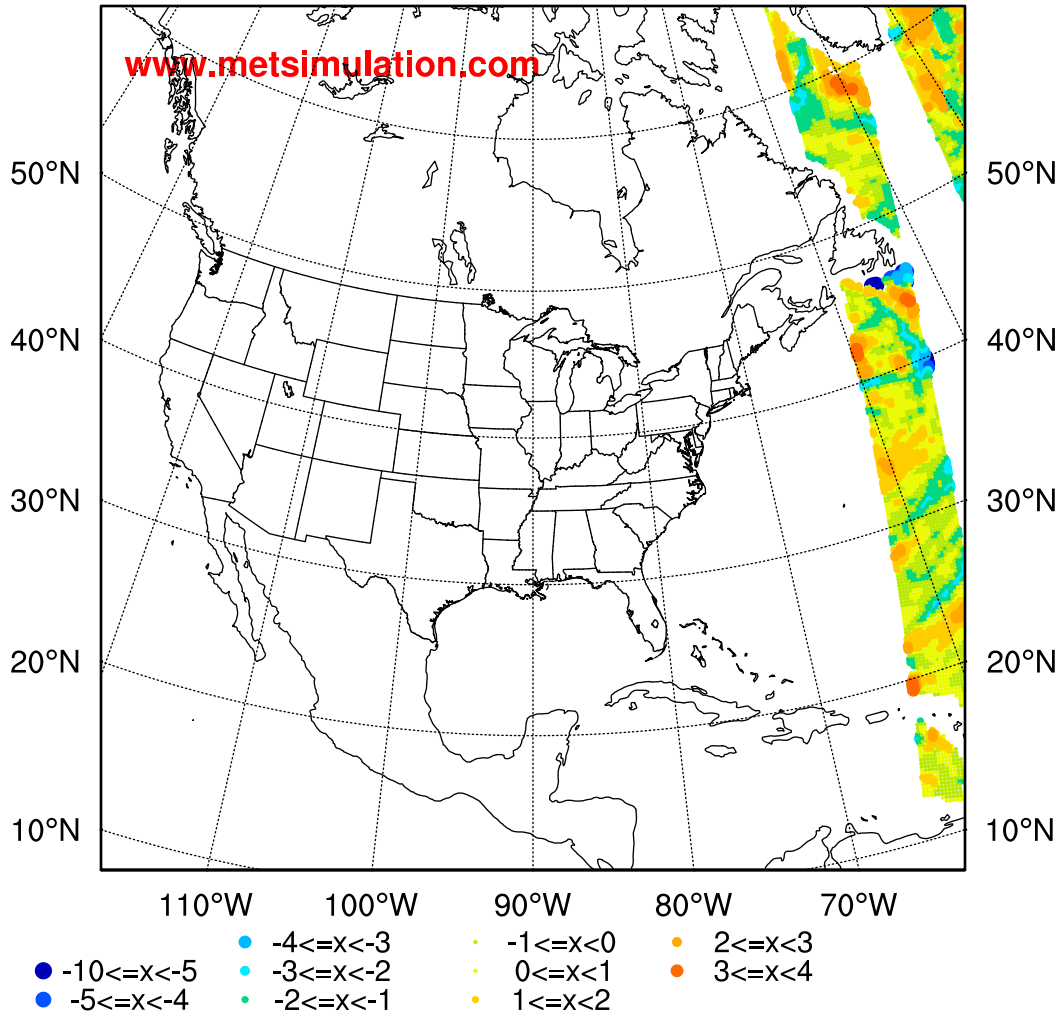 www.metsimulation.com
50°N 50°N
40°N 40°N
30°N 30°N
20°N 20°N
10°N 10°N
110°W 100°W 90°W 80°W 70°W
-4<=x<-3 -1<=x<0 2<=x<3
-10<=x<-5 -3<=x<-2 0<=x<1 3<=x<4
-5<=x<-4 -2<=x<-1 1<=x<2